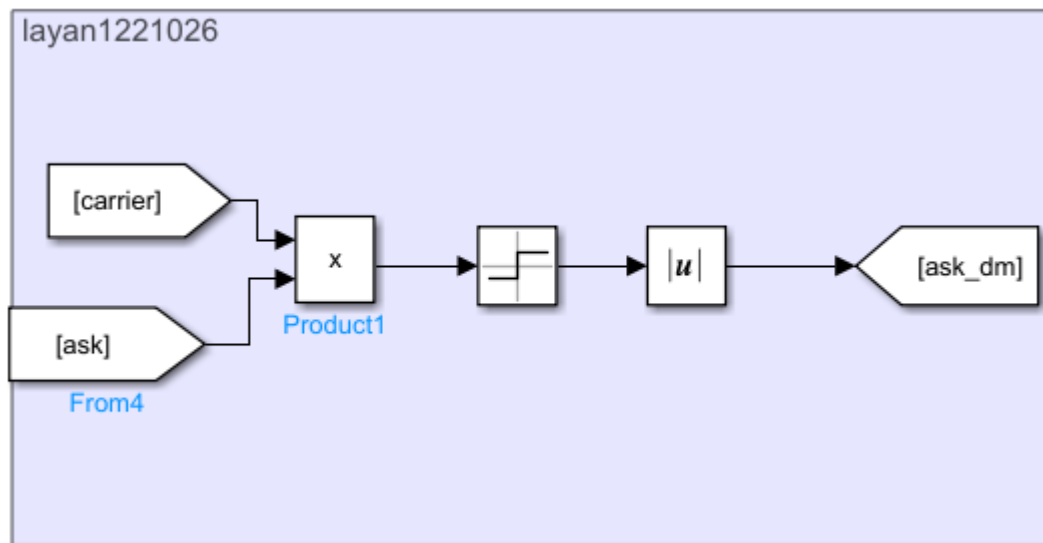 layan1221026
[carrier]
x
Product1
|u|
[ask_dm]
[ask]
From4